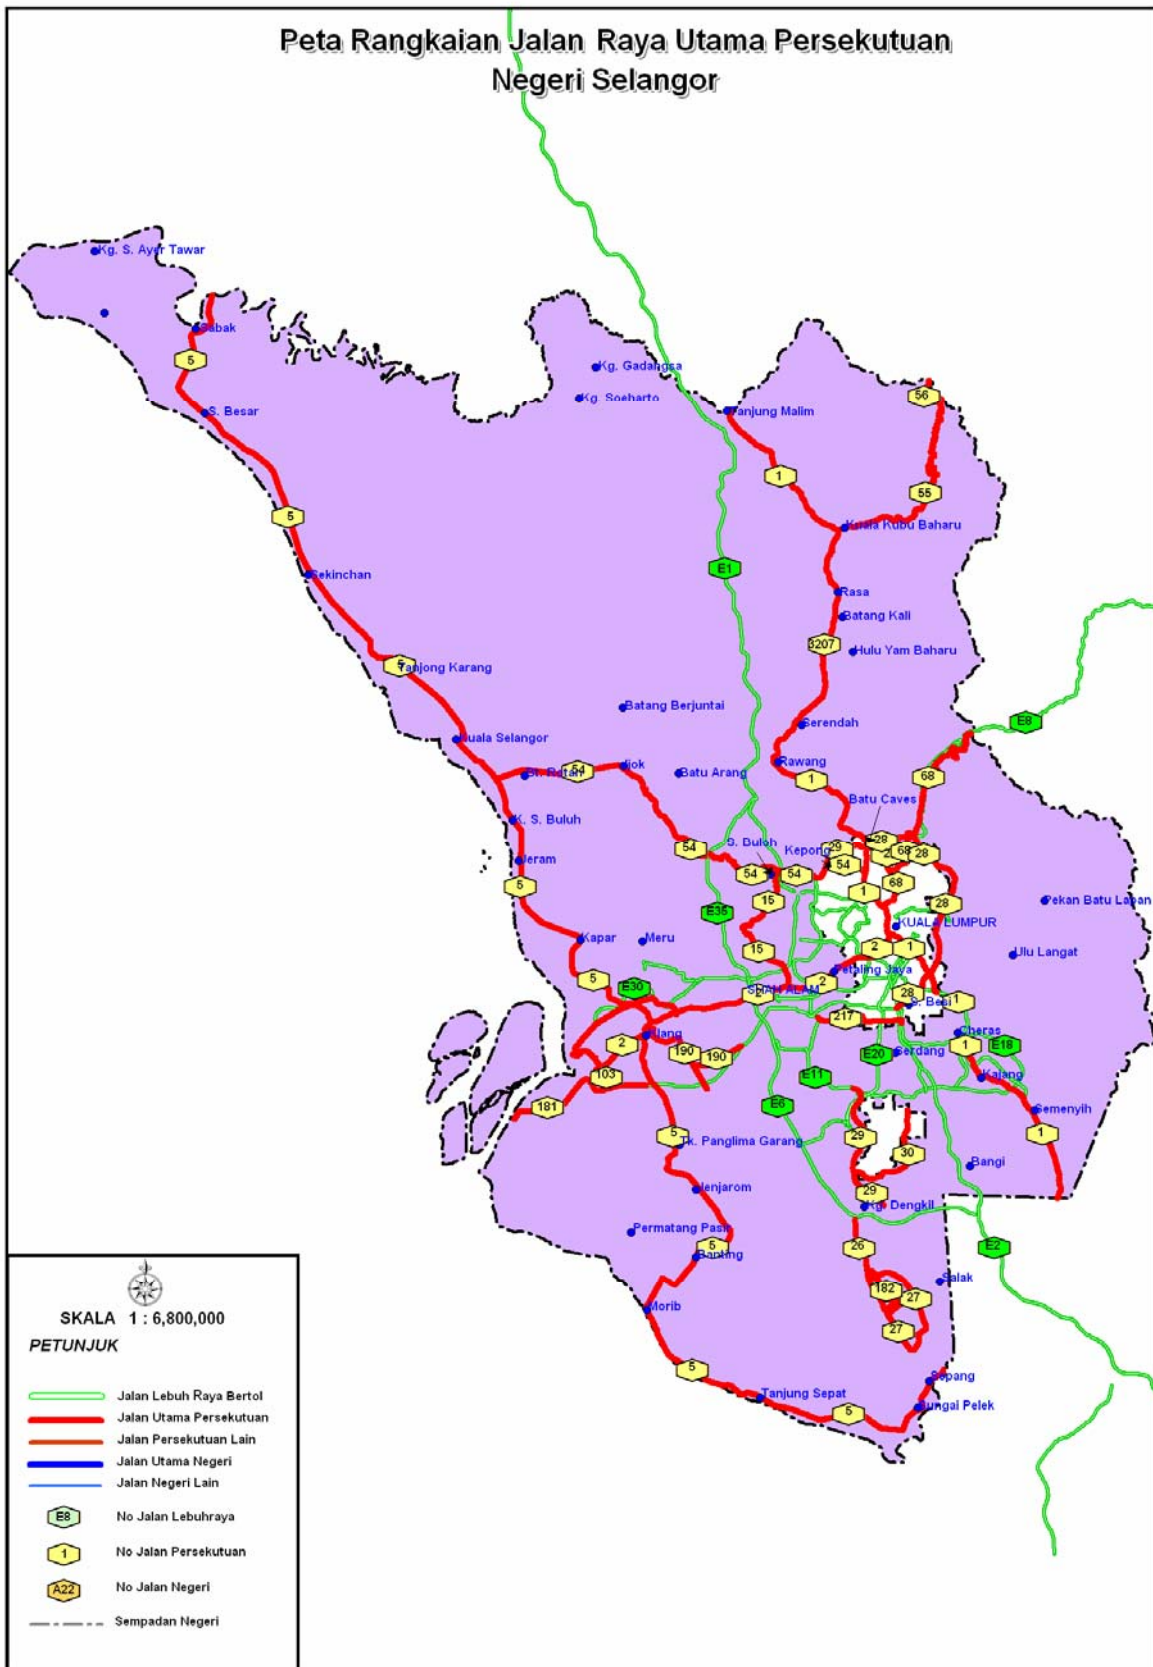 Peta Rangkaian Jalan Raya Utama Persekutuan
Negeri Selangor
Kg. S. Ayer Tawar
Sabak
5
Kg. Gadangsa
Kg. Soeharto
56
S. Besar
Tanjung Malim
1
55
5
Kuala Kubu Baharu
E1
Sekinchan
Rasa
Batang Kali
3207
Hulu Yam Baharu
5
Tanjong Karang
Batang Berjuntai
E8
Serendah
Kuala Selangor
Rawang
54
Ijok
Bt. Rotan
Batu Arang
1
68
Batu Caves
K. S. Buluh
S. Buloh
Kepong
28
29
54
2
68
28
Jeram
54
54
54
5
15
1
68
28
Pekan Batu Lapan
E35
KUALA LUMPUR
Kapar
Meru
15
2
1
Ulu Langat
Petaling Jaya
5
E30
SHAH ALAM
2
2
28
1
S. Besi
217
Klang
Cheras
2
190
190
E20
Serdang
1
E18
103
E11
Kajang
181
E6
Semenyih
5
Tk. Panglima Garang
29
1
30
Bangi
Jenjarom
29
Kg. Dengkil
Permatang Pasir
5
26
E2
Banting
Salak
182
27
Morib
27
5
Sepang
Tanjung Sepat
5
Sungai Pelek
SKALA 1 : 6,800,000
PETUNJUK
Jalan Lebuh Raya Bertol
Jalan Utama Persekutuan
Jalan Persekutuan Lain
Jalan Utama Negeri
Jalan Negeri Lain
E8 No Jalan Lebuhraya
1 No Jalan Persekutuan
A22 No Jalan Negeri
Sempadan Negeri